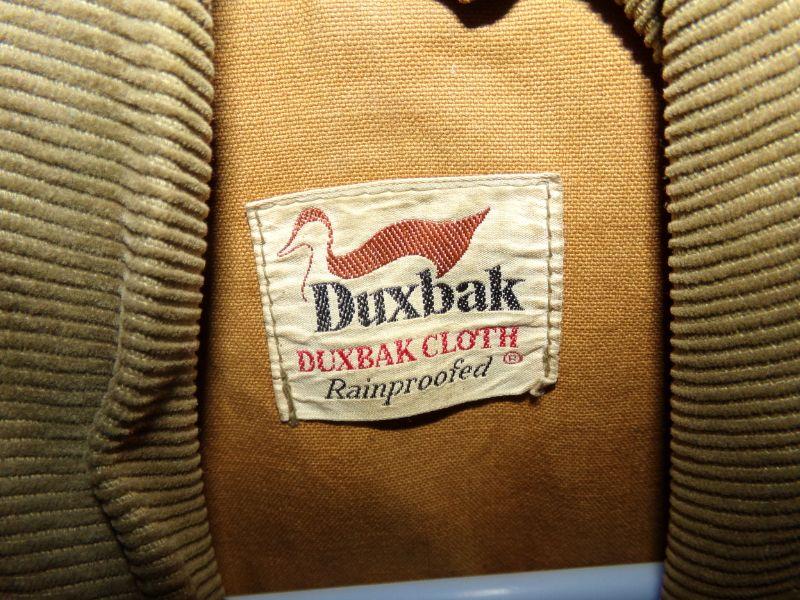 Duxbak
DUXBAK CLOTH ®
Rainproofed